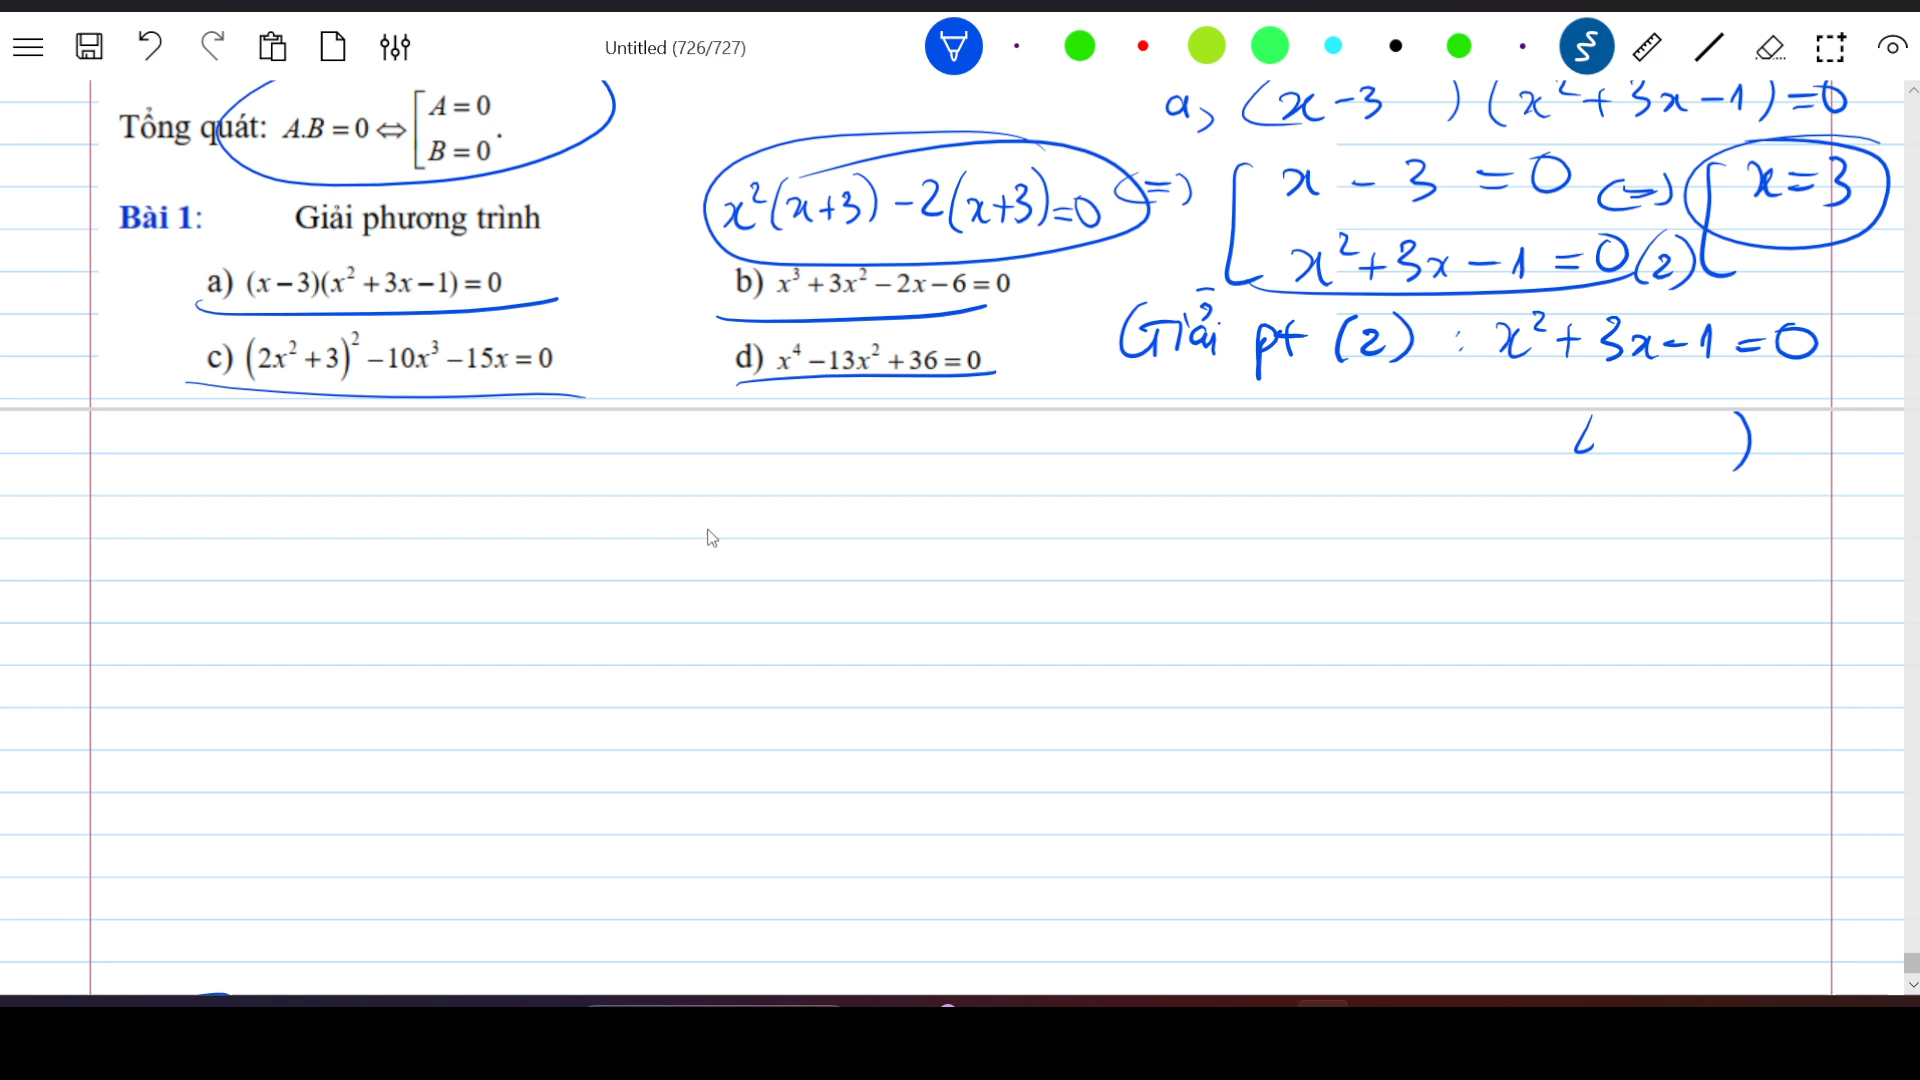 Untitled (726/727)
Tổng quát: A.B = 0 ⇔ [ A = 0
B = 0 .
a, (x - 3 ) (x² + 3x - 1) = 0
x²(x+3) - 2(x+3) = 0
<=> [ x - 3 = 0 <=> [ x = 3
x² + 3x - 1 = 0 (2)
Bài 1: Giải phương trình
a) (x − 3)(x² + 3x − 1) = 0
b) x³ + 3x² − 2x − 6 = 0
Giải pt (2) : x² + 3x - 1 = 0
c) (2x² + 3)² − 10x³ − 15x = 0
d) x⁴ − 13x² + 36 = 0
( )